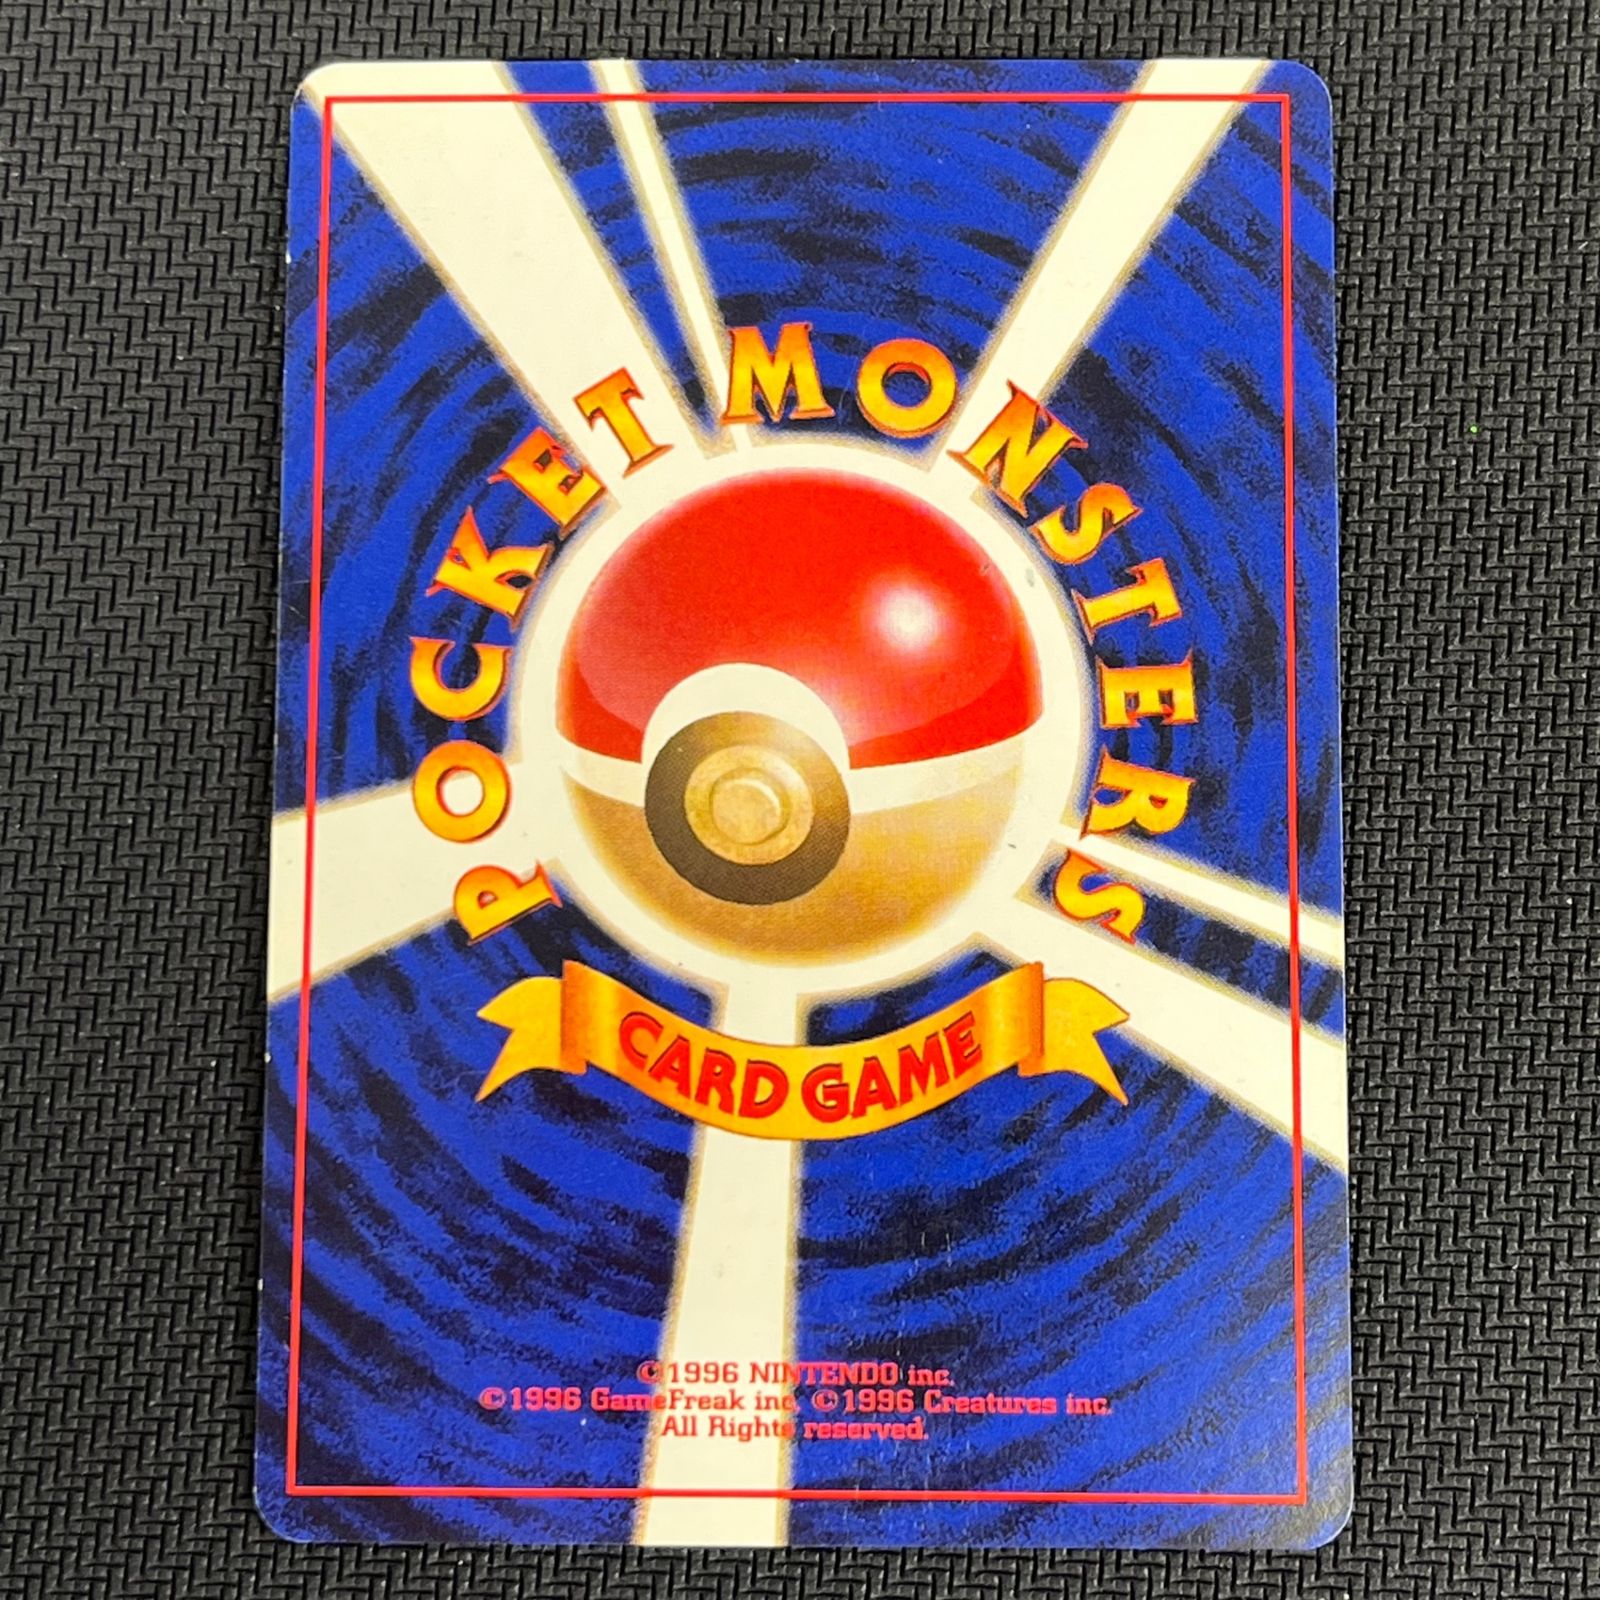 POCKET MONSTERS
CARD GAME
©1996 NINTENDO inc.
©1996 GameFreak inc. ©1996 Creatures inc.
All Rights reserved.